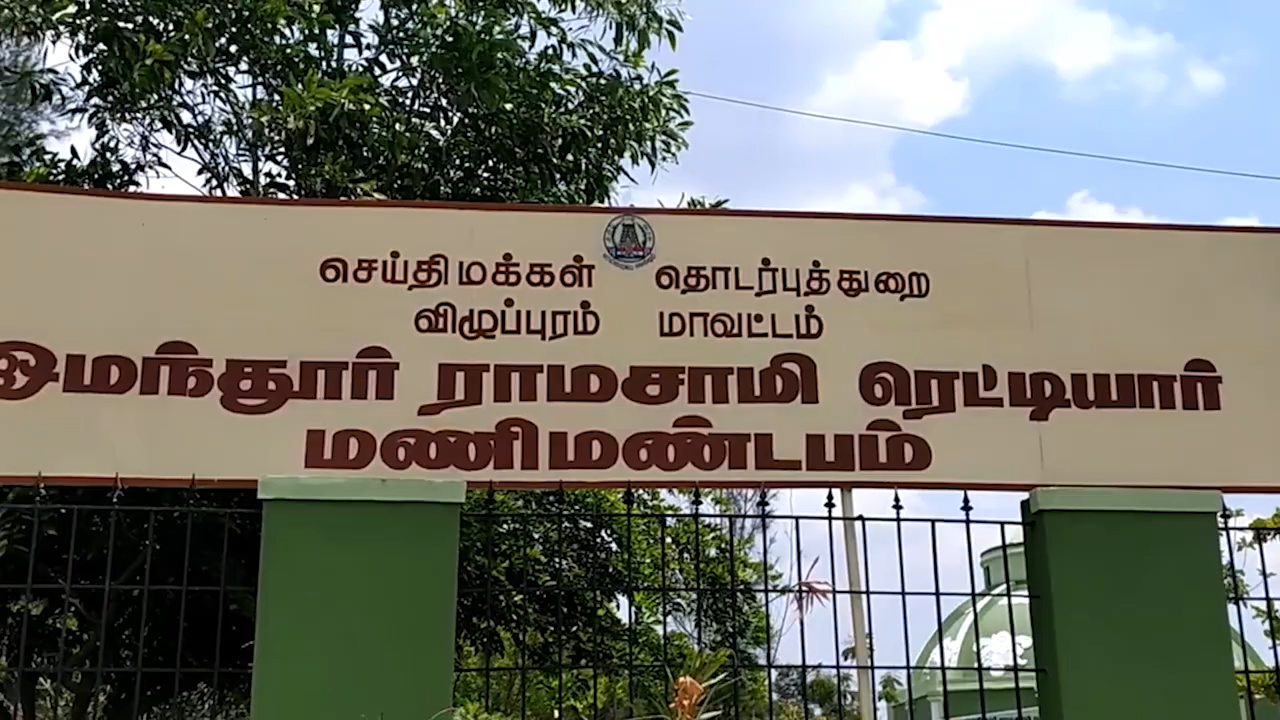 செய்தி மக்கள் தொடர்புத்துறை
விழுப்புரம் மாவட்டம்
ஓமந்தூர் ராமசாமி ரெட்டியார்
மணிமண்டபம்